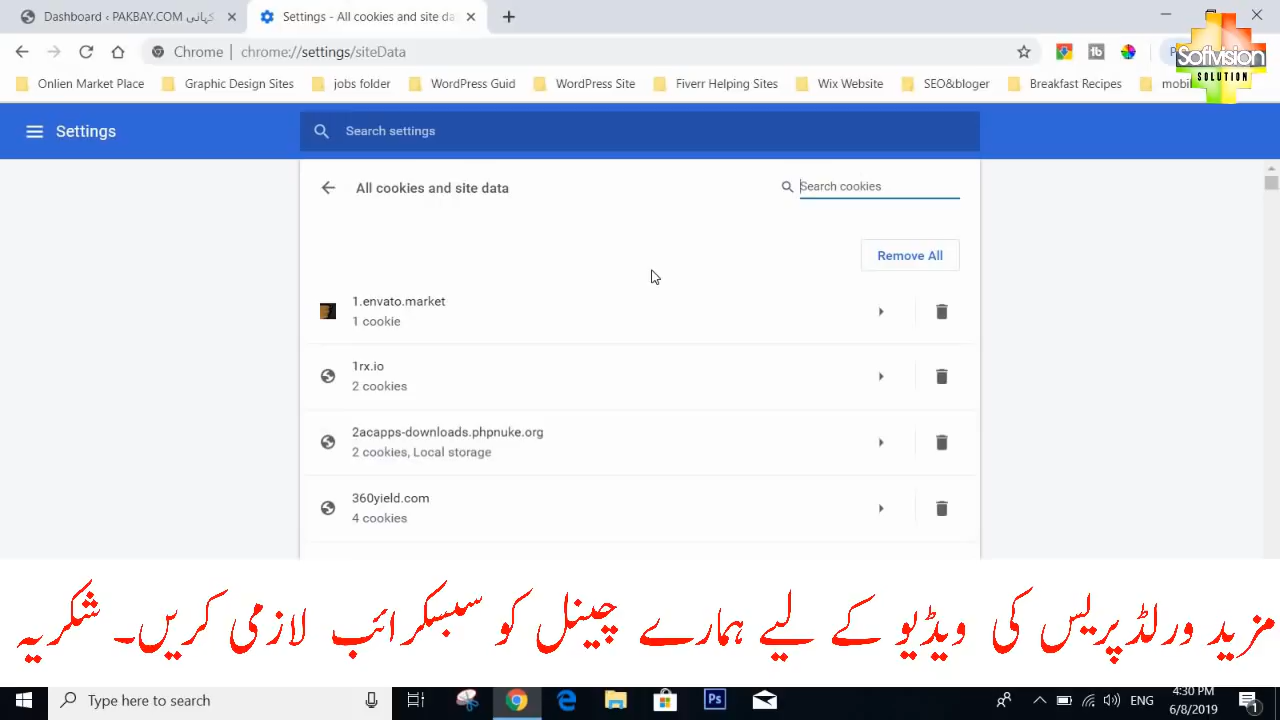 Dashboard ‹ PAKBAY.COM کہانی
Settings - All cookies and site da
Chrome | chrome://settings/siteData
Softvision
SOLUTION
Onlien Market Place
Graphic Design Sites
jobs folder
WordPress Guid
WordPress Site
Fiverr Helping Sites
Wix Website
SEO&bloger
Breakfast Recipes
mobil
Settings
Search settings
All cookies and site data
Search cookies
Remove All
1.envato.market
1 cookie
1rx.io
2 cookies
2acapps-downloads.phpnuke.org
2 cookies, Local storage
360yield.com
4 cookies
مزید ورلڈپریس کی ویڈیو کے لیے ہمارے چینل کو سبسکرائب لازمی کریں۔ شکریہ
Type here to search
ENG
4:30 PM
6/8/2019
1